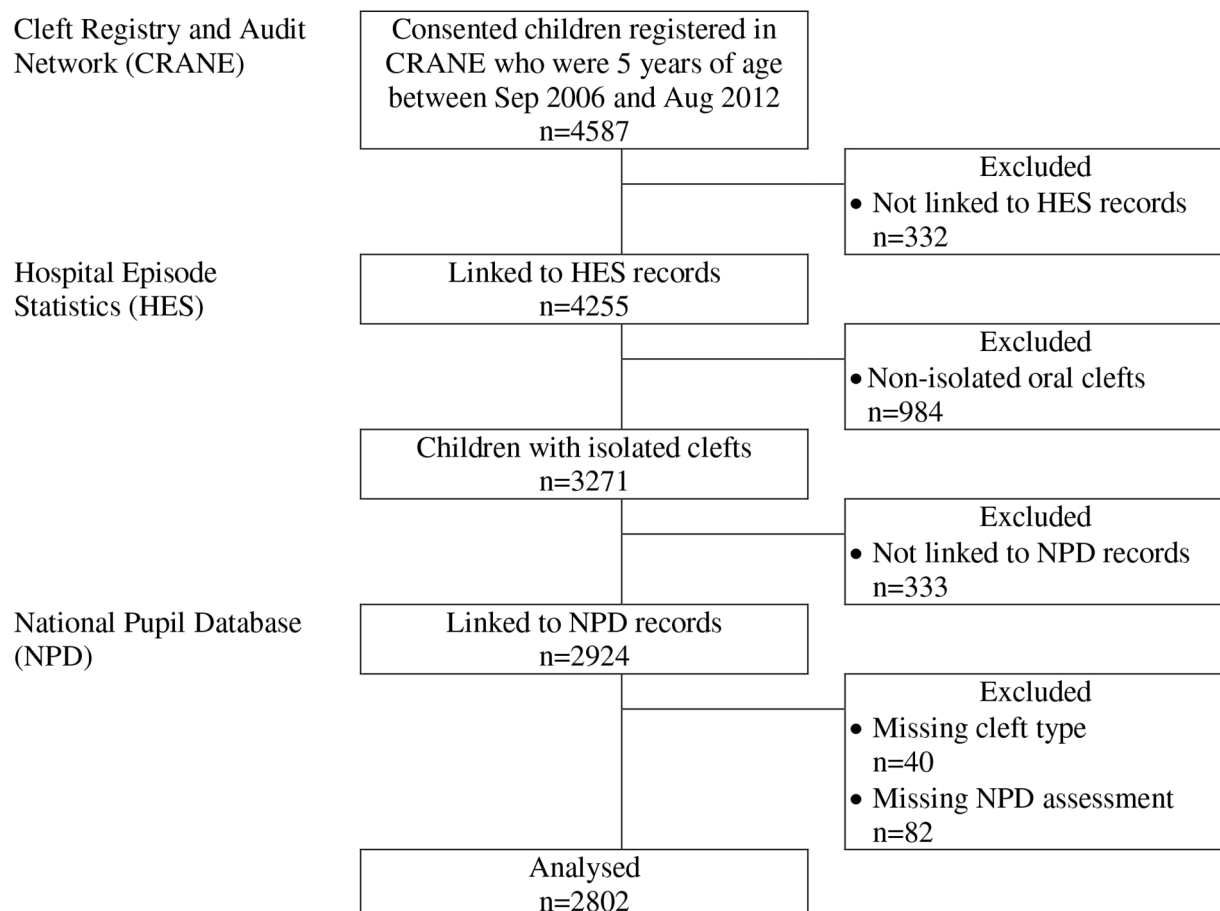 Cleft Registry and Audit
Network (CRANE)
Consented children registered in
CRANE who were 5 years of age
between Sep 2006 and Aug 2012
n=4587
Excluded
• Not linked to HES records
n=332
Hospital Episode
Statistics (HES)
Linked to HES records
n=4255
Excluded
• Non-isolated oral clefts
n=984
Children with isolated clefts
n=3271
Excluded
• Not linked to NPD records
n=333
National Pupil Database
(NPD)
Linked to NPD records
n=2924
Excluded
• Missing cleft type
n=40
• Missing NPD assessment
n=82
Analysed
n=2802